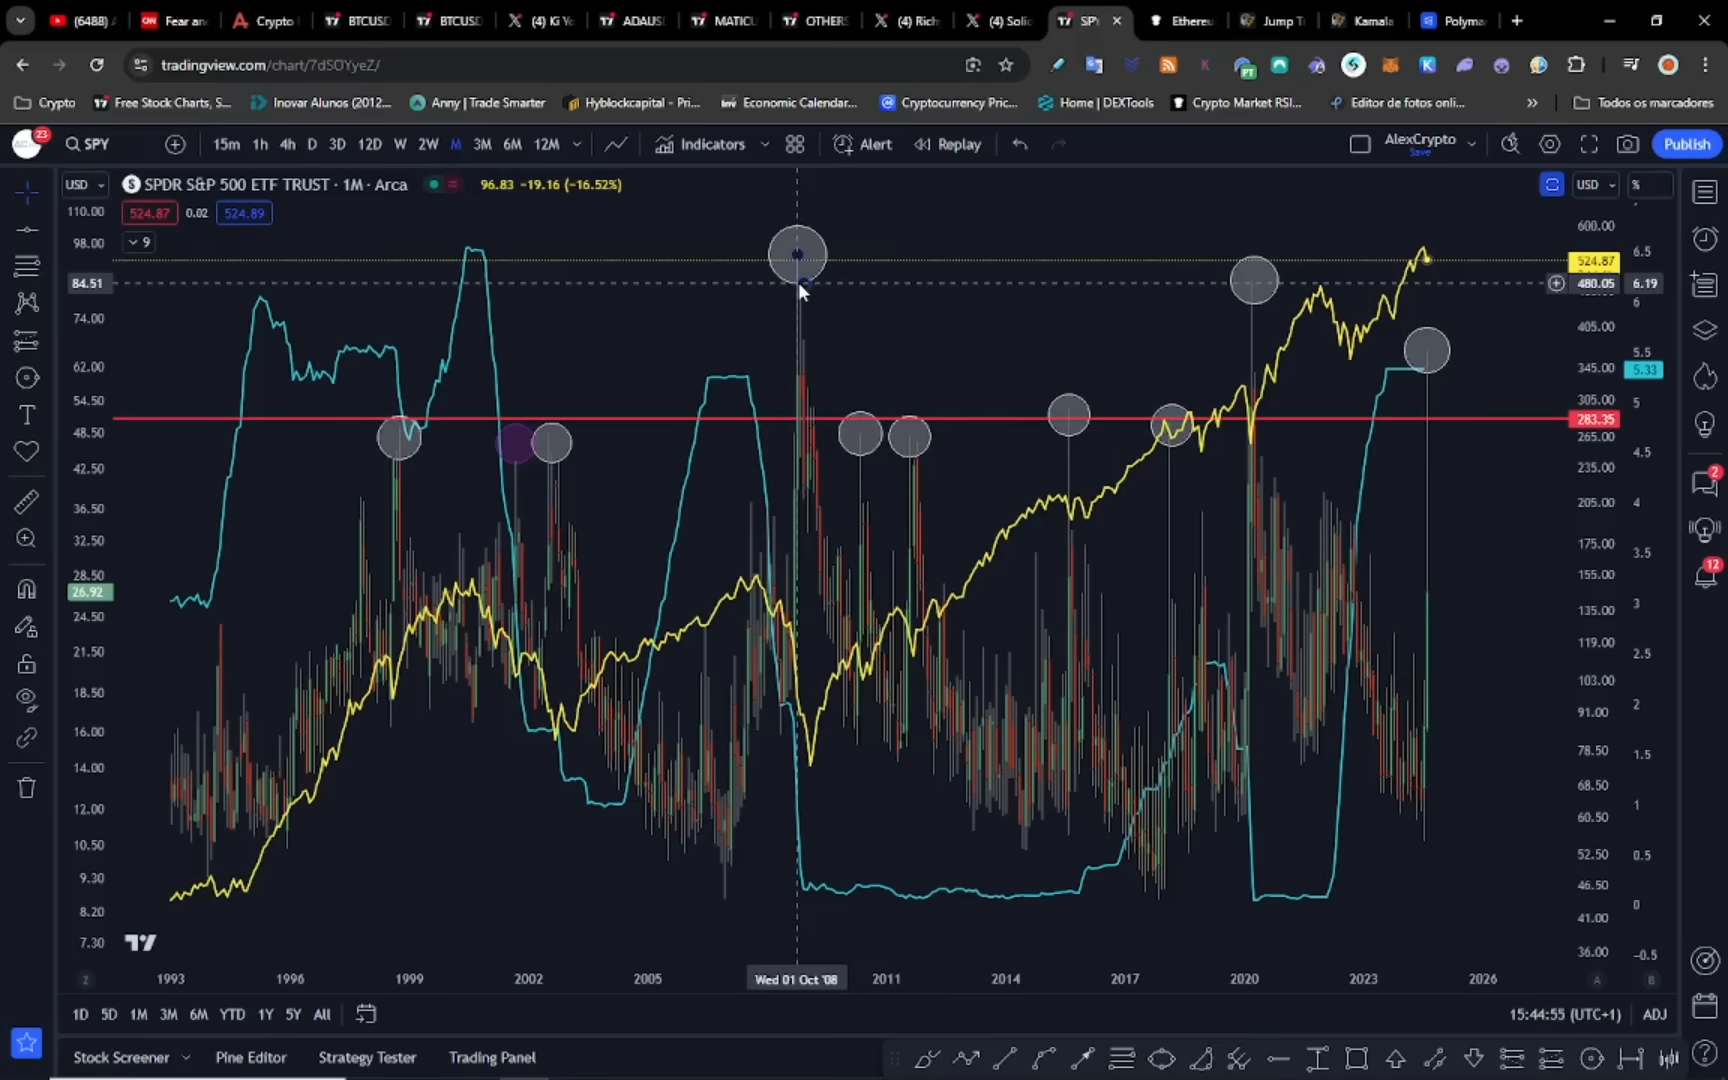 (6488)
Fear an
Crypto
BTCUSD
BTCUSD
(4) Ki Y
ADAUS
MATICU
OTHERS
(4) Rich
(4) Soli
SPY
Ethereu
Jump T
Kamala
Polyma
tradingview.com/chart/7dSOYyeZ/
Crypto
Free Stock Charts, S...
Inovar Alunos (2012...
Anny | Trade Smarter
Hyblockcapital - Pri...
Economic Calendar...
Cryptocurrency Pric...
Home | DEXTools
Crypto Market RSI...
Editor de fotos onli...
Todos os marcadores
23
SPY
15m 1h 4h D 3D 12D W 2W M 3M 6M 12M
Indicators
Alert
Replay
AlexCrypto
Save
Publish
USD
SPDR S&P 500 ETF TRUST · 1M · Arca
96.83 −19.16 (−16.52%)
USD
%
524.87 0.02 524.89
9
110.00
98.00
84.51
74.00
62.00
54.50
48.50
42.50
36.50
32.50
28.50
26.92
24.50
21.50
18.50
16.00
14.00
12.00
10.50
9.30
8.20
7.30
600.00
524.87
480.05
405.00
345.00
305.00
283.35
265.00
235.00
205.00
175.00
155.00
135.00
119.00
103.00
91.00
78.50
68.50
60.50
52.50
46.50
41.00
36.00
6.5
6.19
6
5.5
5.33
5
4.5
4
3.5
3
2.5
2
1.5
1
0.5
0
-0.5
PT
2
12
1993 1996 1999 2002 2005 Wed 01 Oct '08 2011 2014 2017 2020 2023 2026
Z
A
B
1D 5D 1M 3M 6M YTD 1Y 5Y All
15:44:55 (UTC+1)
ADJ
Stock Screener
Pine Editor
Strategy Tester
Trading Panel